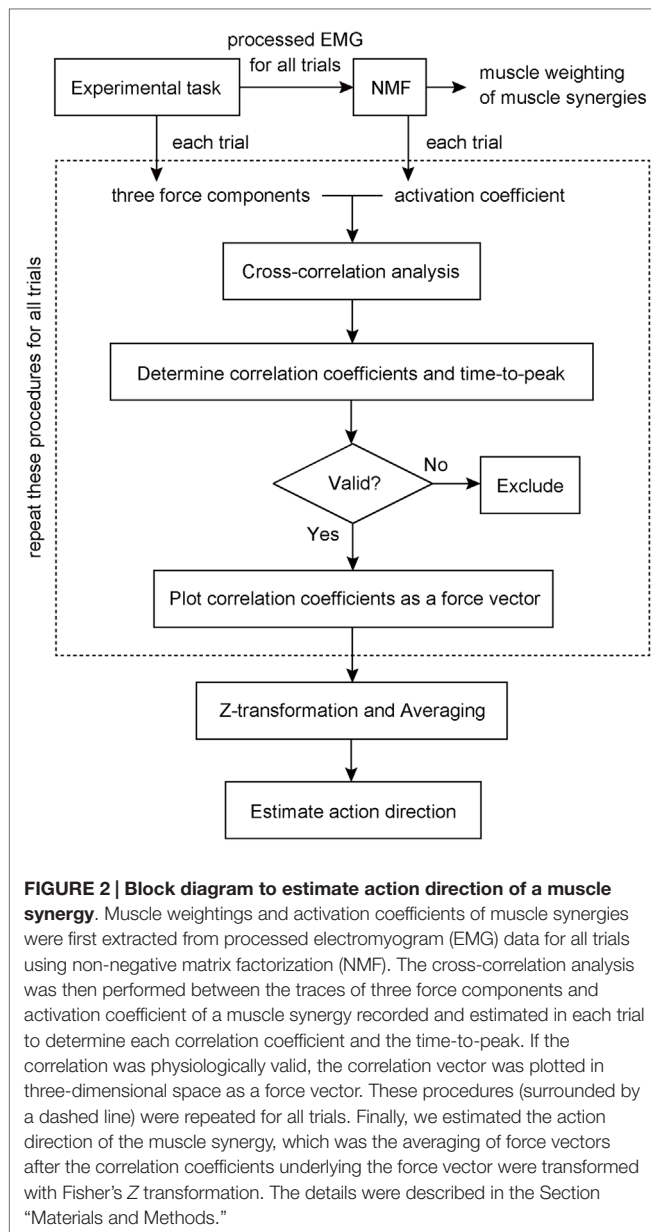 processed EMG
for all trials
Experimental task
NMF
muscle weighting
of muscle synergies
each trial
each trial
three force components
activation coefficient
repeat these procedures for all trials
Cross-correlation analysis
Determine correlation coefficients and time-to-peak
Valid?
No
Exclude
Yes
Plot correlation coefficients as a force vector
Z-transformation and Averaging
Estimate action direction
FIGURE 2 | Block diagram to estimate action direction of a muscle
synergy. Muscle weightings and activation coefficients of muscle synergies
were first extracted from processed electromyogram (EMG) data for all trials
using non-negative matrix factorization (NMF). The cross-correlation analysis
was then performed between the traces of three force components and
activation coefficient of a muscle synergy recorded and estimated in each trial
to determine each correlation coefficient and the time-to-peak. If the
correlation was physiologically valid, the correlation vector was plotted in
three-dimensional space as a force vector. These procedures (surrounded by
a dashed line) were repeated for all trials. Finally, we estimated the action
direction of the muscle synergy, which was the averaging of force vectors
after the correlation coefficients underlying the force vector were transformed
with Fisher's Z transformation. The details were described in the Section
“Materials and Methods.”